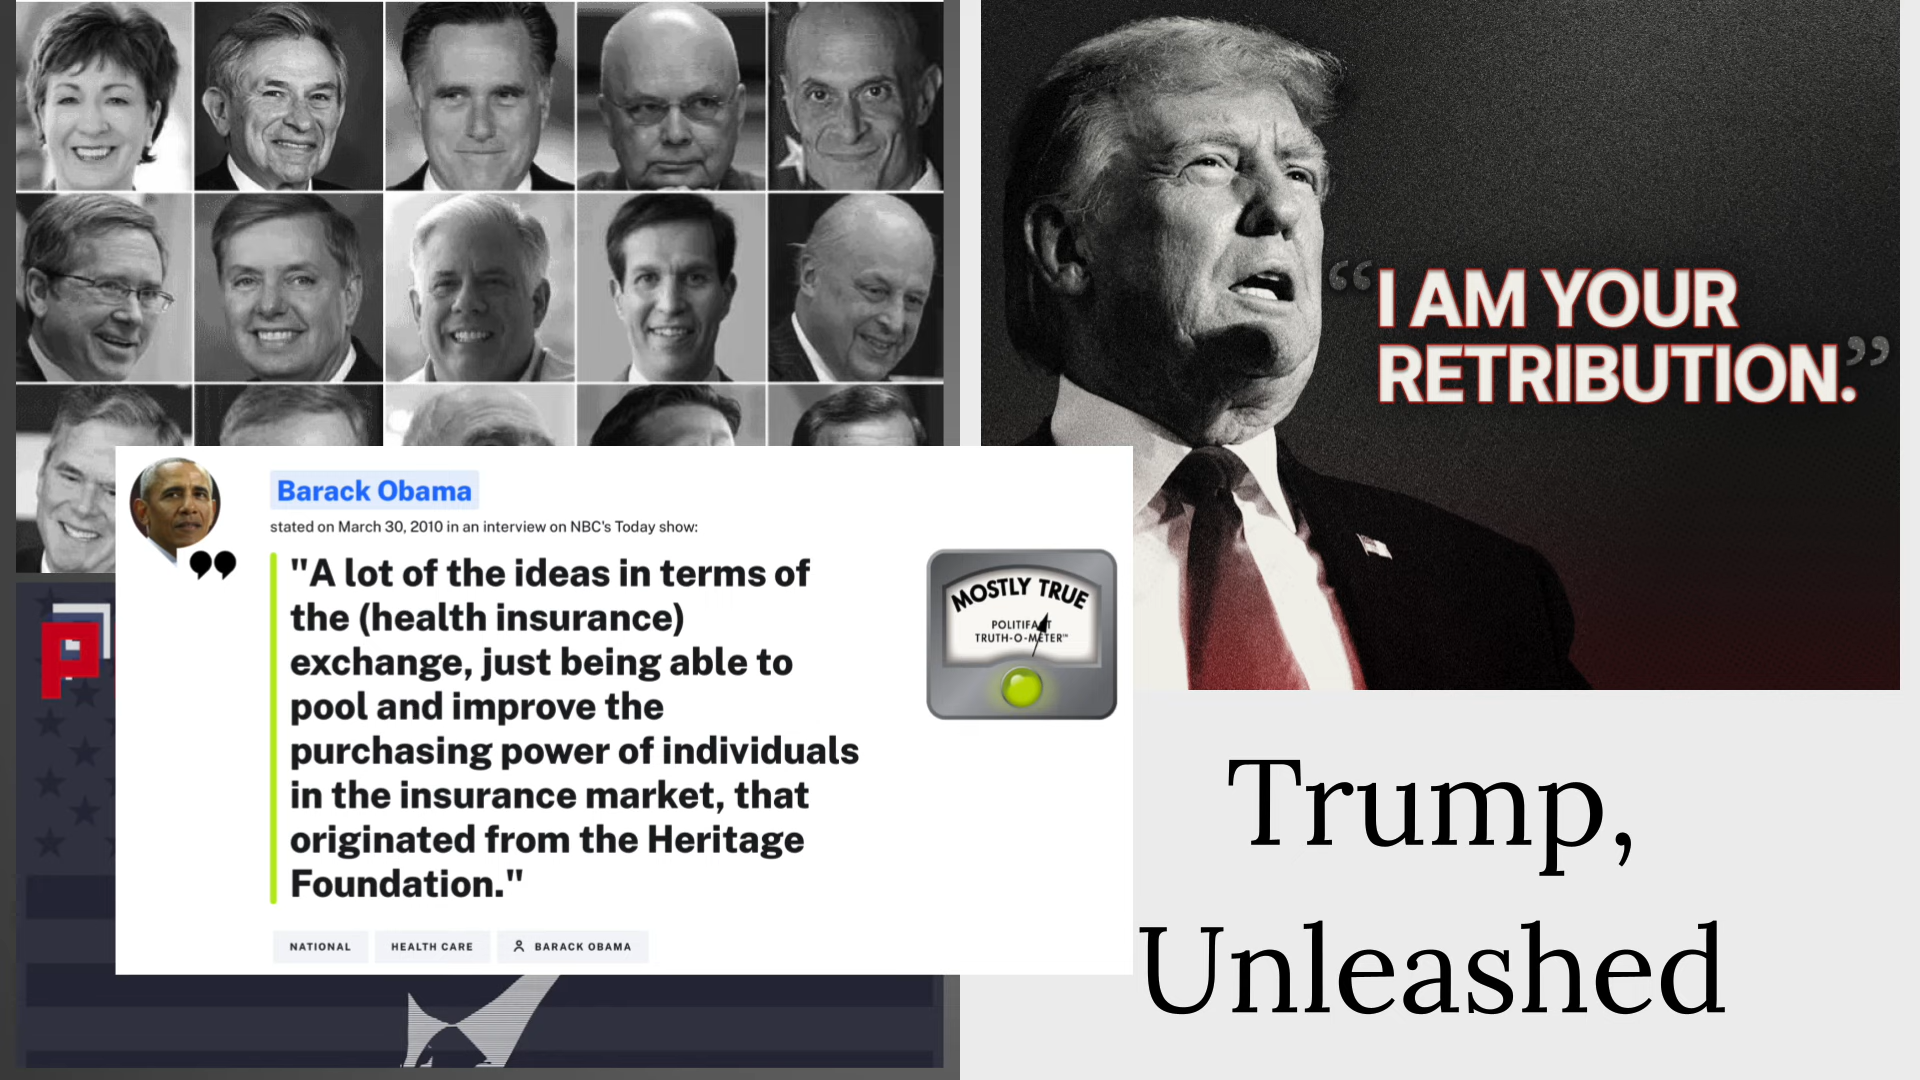 “I AM YOUR
RETRIBUTION.”
Barack Obama
stated on March 30, 2010 in an interview on NBC's Today show:
"A lot of the ideas in terms of
the (health insurance)
exchange, just being able to
pool and improve the
purchasing power of individuals
in the insurance market, that
originated from the Heritage
Foundation."
MOSTLY TRUE
POLITIFACT
TRUTH-O-METER™
NATIONAL
HEALTH CARE
BARACK OBAMA
P
Trump,
Unleashed